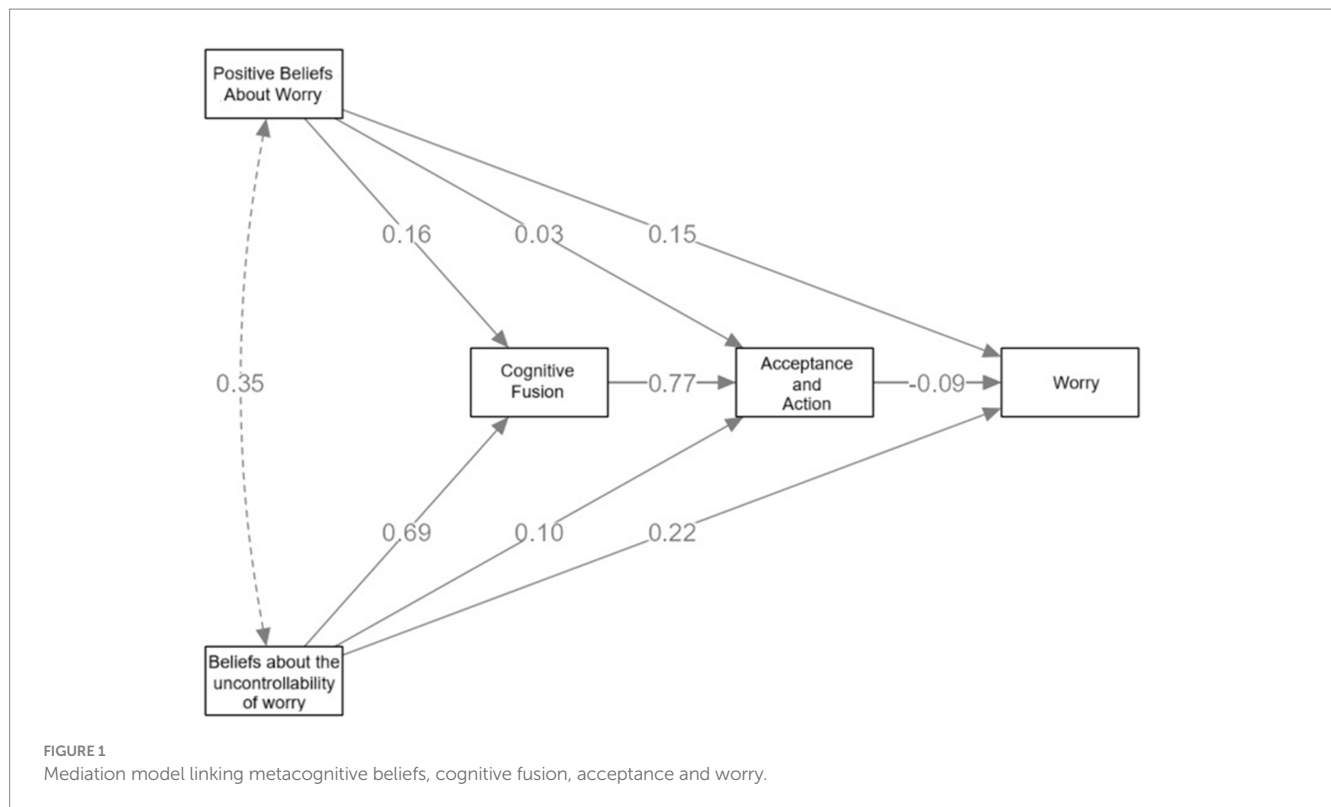 Positive Beliefs
About Worry
0.16
0.03
0.15
0.35
Cognitive
Fusion
0.77
Acceptance
and
Action
-0.09
Worry
0.69
0.10
0.22
Beliefs about the
uncontrollability
of worry
FIGURE 1
Mediation model linking metacognitive beliefs, cognitive fusion, acceptance and worry.